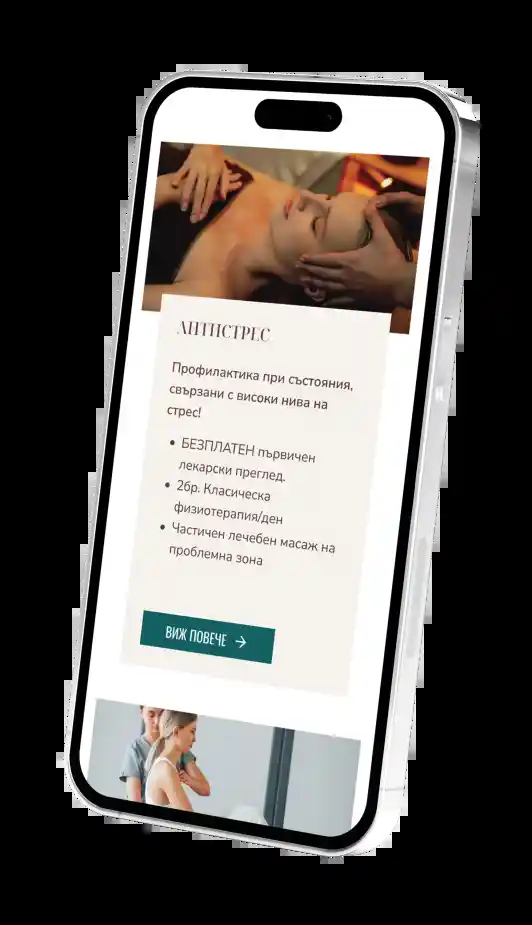 АНТИСТРЕС
Профилактика при състояния,
свързани с високи нива на
стрес!
• БЕЗПЛАТЕН първичен
лекарски преглед.
• 2бр. Класическа
физиотерапия/ден
• Частичен лечебен масаж на
проблемна зона
ВИЖ ПОВЕЧЕ →